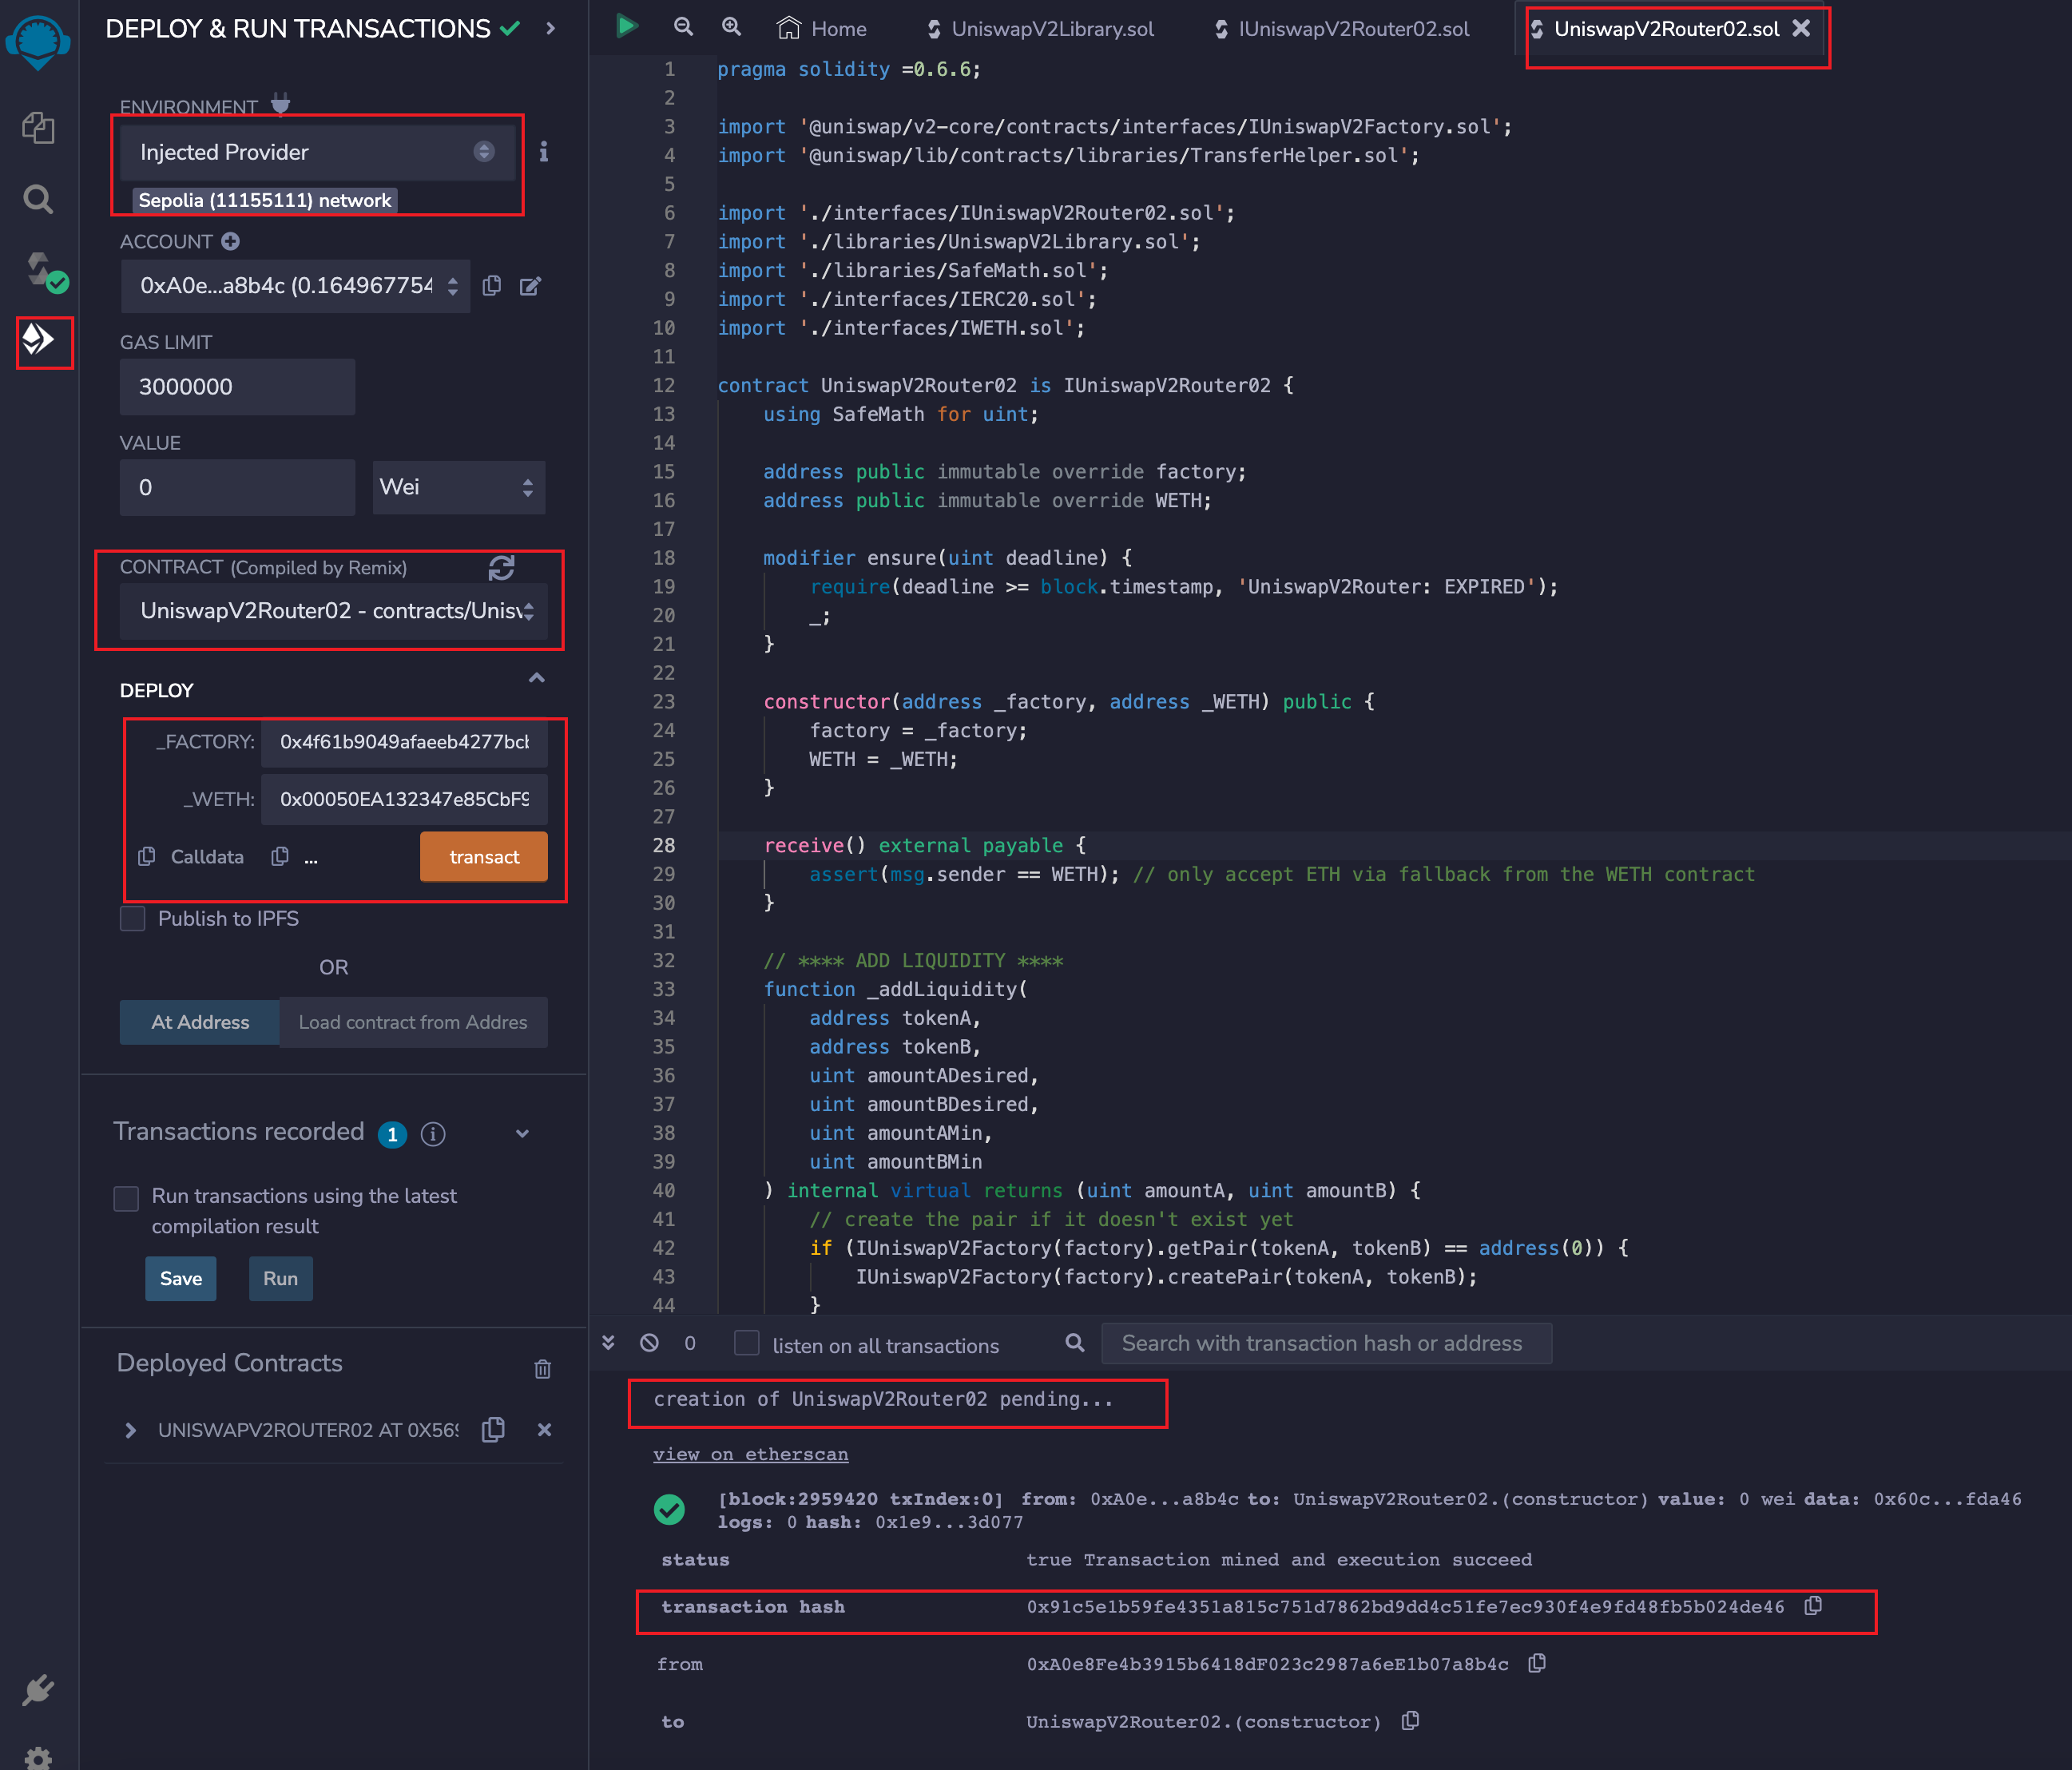 DEPLOY & RUN TRANSACTIONS
ENVIRONMENT
Injected Provider
Sepolia (11155111) network
ACCOUNT
0xA0e...a8b4c (0.164967754
GAS LIMIT
3000000
VALUE
0
Wei
CONTRACT (Compiled by Remix)
UniswapV2Router02 - contracts/Unisw
DEPLOY
_FACTORY:
0x4f61b9049afaeeb4277bcb
_WETH:
0x00050EA132347e85CbF9
Calldata
...
transact
Publish to IPFS
OR
At Address
Load contract from Addres
Transactions recorded 1
Run transactions using the latest
compilation result
Save
Run
Deployed Contracts
UNISWAPV2ROUTER02 AT 0X569
Home
UniswapV2Library.sol
IUniswapV2Router02.sol
UniswapV2Router02.sol
1 pragma solidity =0.6.6;
2
3 import '@uniswap/v2-core/contracts/interfaces/IUniswapV2Factory.sol';
4 import '@uniswap/lib/contracts/libraries/TransferHelper.sol';
5
6 import './interfaces/IUniswapV2Router02.sol';
7 import './libraries/UniswapV2Library.sol';
8 import './libraries/SafeMath.sol';
9 import './interfaces/IERC20.sol';
10 import './interfaces/IWETH.sol';
11
12 contract UniswapV2Router02 is IUniswapV2Router02 {
13     using SafeMath for uint;
14
15     address public immutable override factory;
16     address public immutable override WETH;
17
18     modifier ensure(uint deadline) {
19         require(deadline >= block.timestamp, 'UniswapV2Router: EXPIRED');
20         _;
21     }
22
23     constructor(address _factory, address _WETH) public {
24         factory = _factory;
25         WETH = _WETH;
26     }
27
28     receive() external payable {
29         assert(msg.sender == WETH); // only accept ETH via fallback from the WETH contract
30     }
31
32     // **** ADD LIQUIDITY ****
33     function _addLiquidity(
34         address tokenA,
35         address tokenB,
36         uint amountADesired,
37         uint amountBDesired,
38         uint amountAMin,
39         uint amountBMin
40     ) internal virtual returns (uint amountA, uint amountB) {
41         // create the pair if it doesn't exist yet
42         if (IUniswapV2Factory(factory).getPair(tokenA, tokenB) == address(0)) {
43             IUniswapV2Factory(factory).createPair(tokenA, tokenB);
44         }
0
listen on all transactions
Search with transaction hash or address
creation of UniswapV2Router02 pending...
view on etherscan
[block:2959420 txIndex:0] from: 0xA0e...a8b4c to: UniswapV2Router02.(constructor) value: 0 wei data: 0x60c...fda46
logs: 0 hash: 0x1e9...3d077
status true Transaction mined and execution succeed
transaction hash 0x91c5e1b59fe4351a815c751d7862bd9dd4c51fe7ec930f4e9fd48fb5b024de46
from 0xA0e8Fe4b3915b6418dF023c2987a6eE1b07a8b4c
to UniswapV2Router02.(constructor)